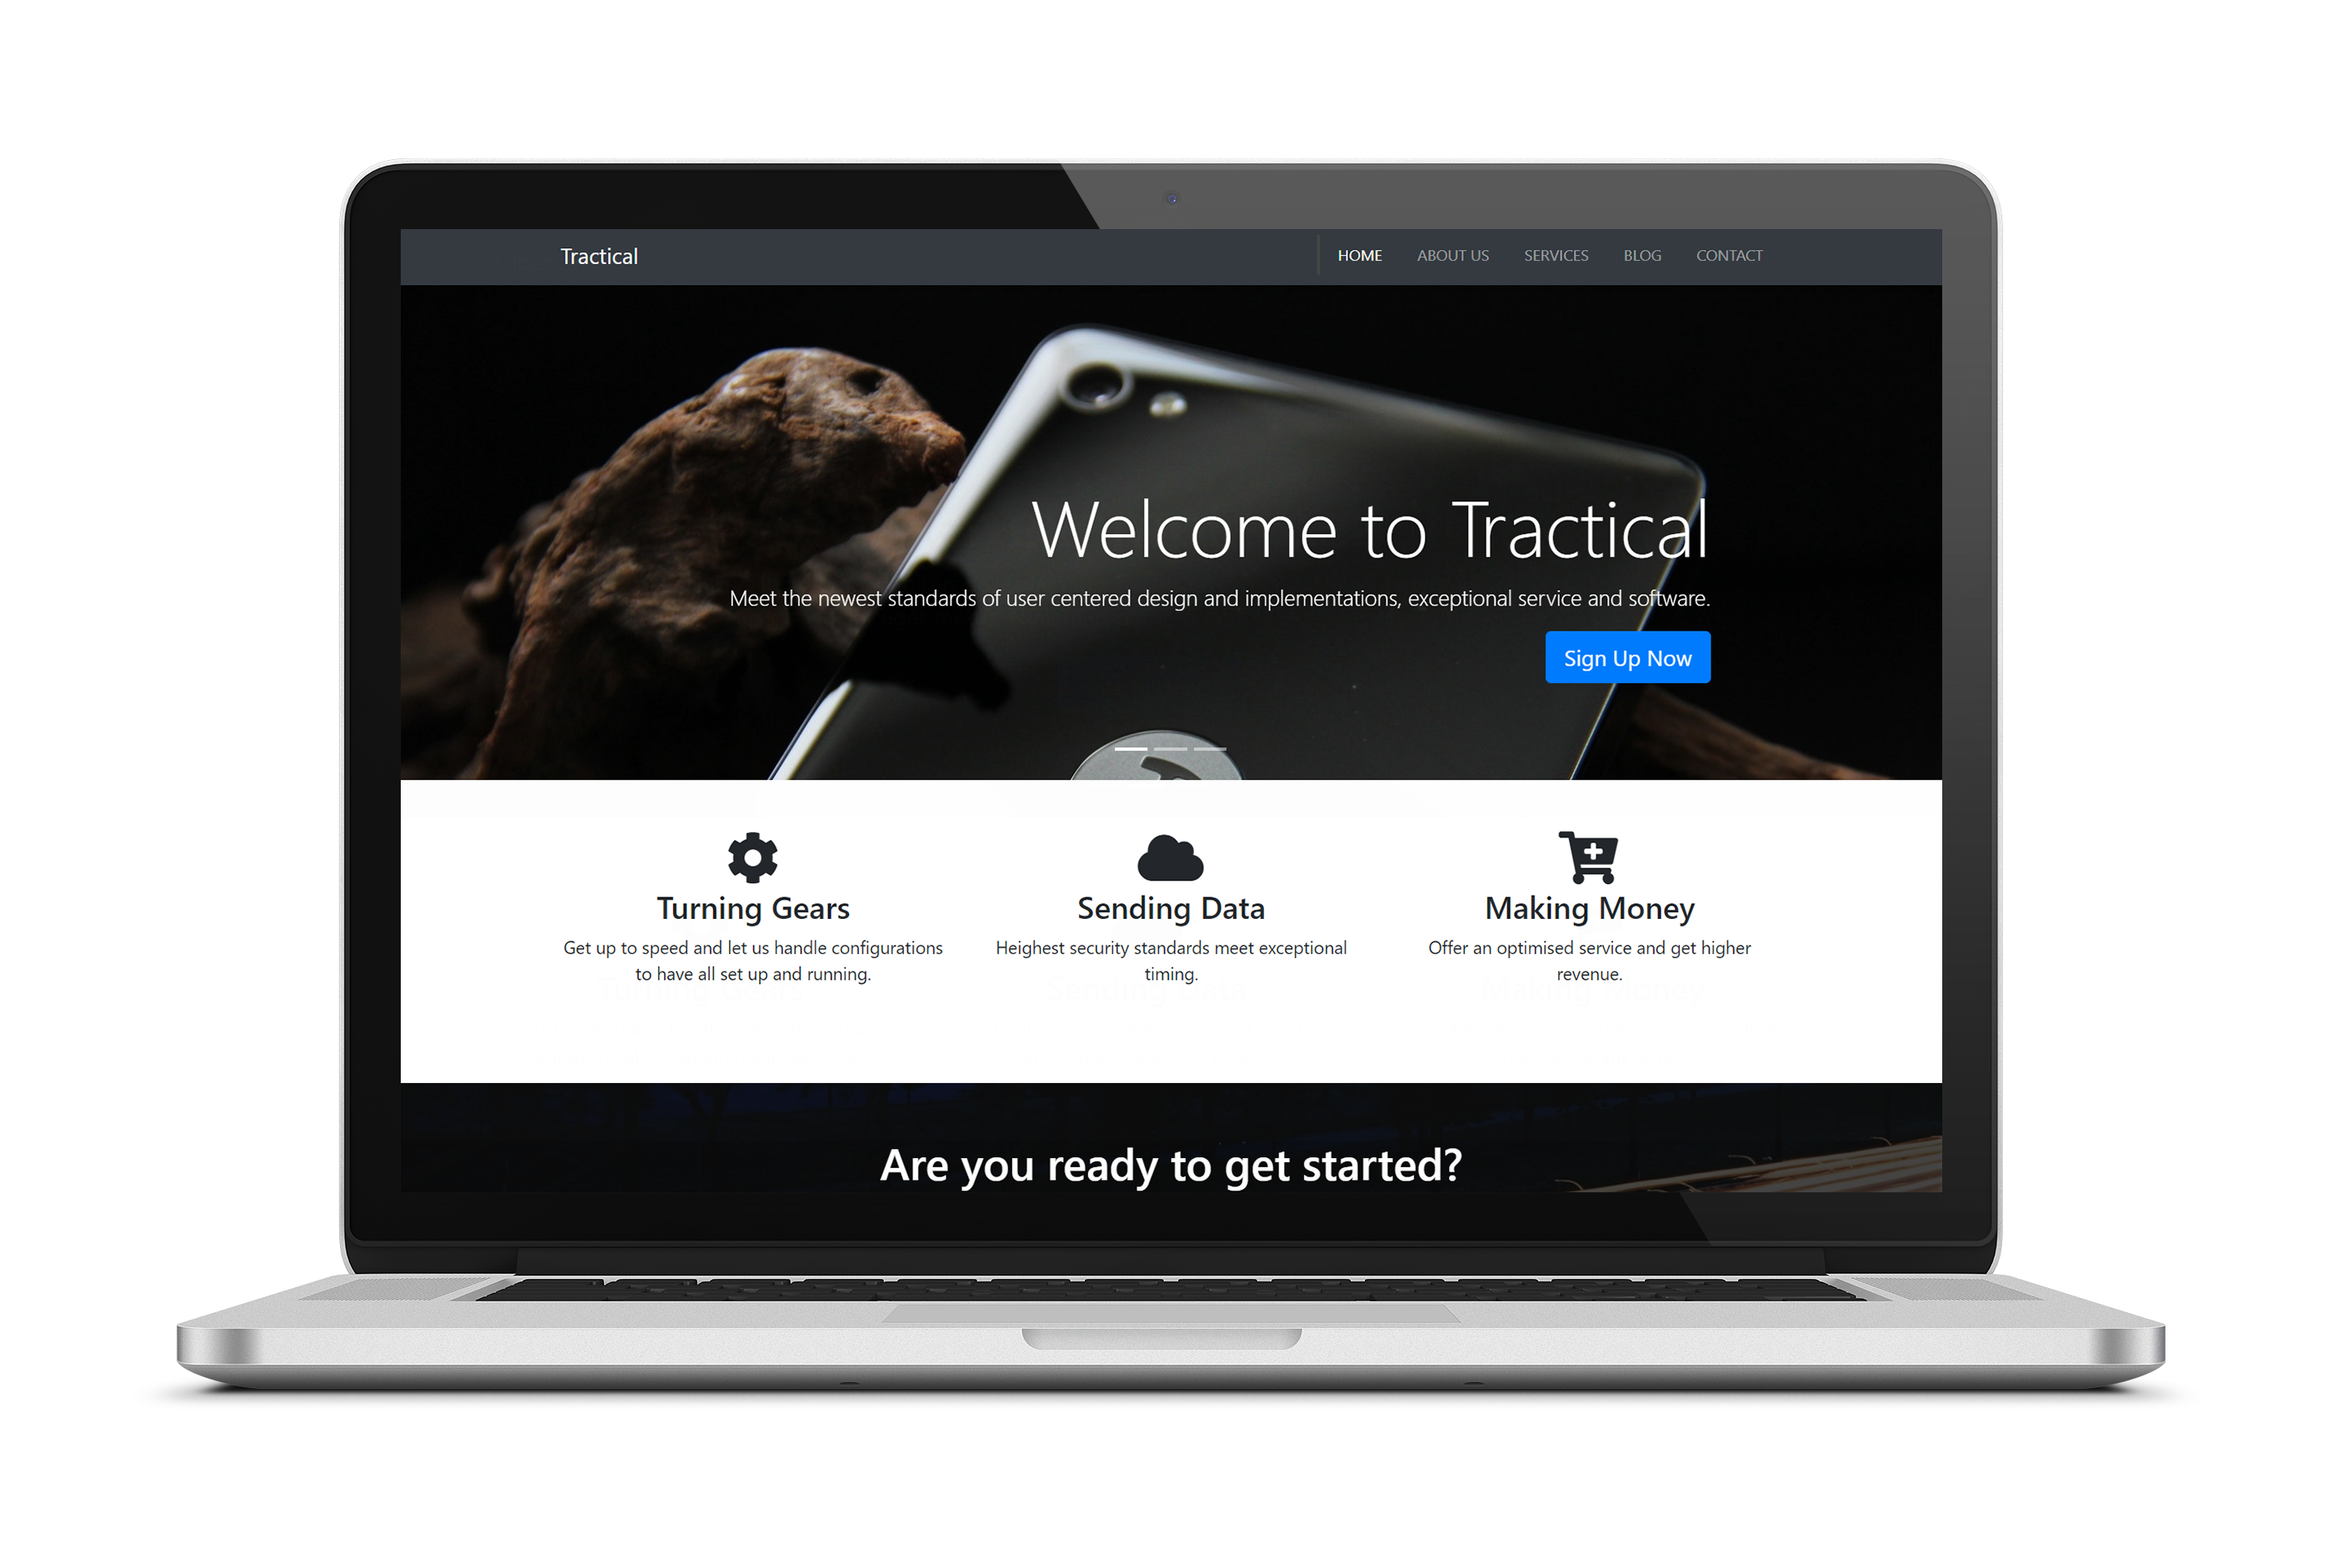 Tractical
HOME ABOUT US SERVICES BLOG CONTACT
Welcome to Tractical
Meet the newest standards of user centered design and implementations, exceptional service and software.
Sign Up Now
Turning Gears
Get up to speed and let us handle configurations
to have all set up and running.
Sending Data
Heighest security standards meet exceptional
timing.
Making Money
Offer an optimised service and get higher
revenue.
Are you ready to get started?